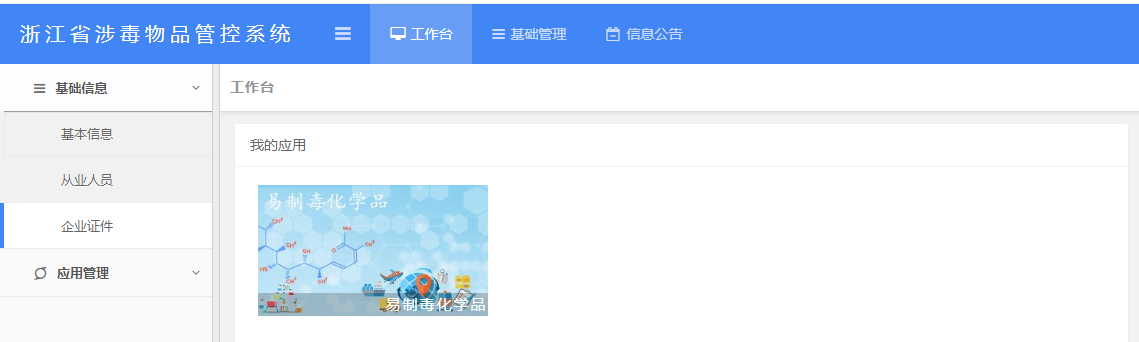 浙江省涉毒物品管控系统
工作台
基础管理
信息公告
基础信息
基本信息
从业人员
企业证件
应用管理
工作台
我的应用
易制毒化学品
易制毒化学品